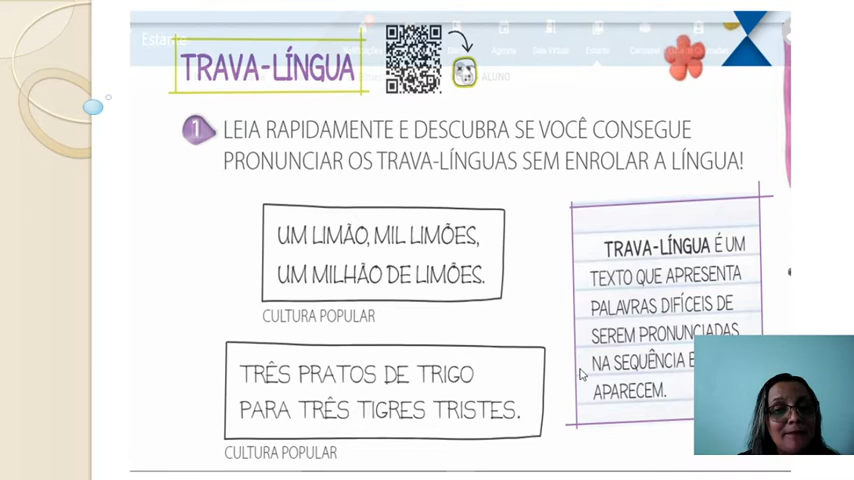 Estante
TRAVA-LÍNGUA
ALUNO
1 LEIA RAPIDAMENTE E DESCUBRA SE VOCÊ CONSEGUE
PRONUNCIAR OS TRAVA-LÍNGUAS SEM ENROLAR A LÍNGUA!
UM LIMÃO, MIL LIMÕES,
UM MILHÃO DE LIMÕES.
CULTURA POPULAR
TRÊS PRATOS DE TRIGO
PARA TRÊS TIGRES TRISTES.
CULTURA POPULAR
TRAVA-LÍNGUA É UM
TEXTO QUE APRESENTA
PALAVRAS DIFÍCEIS DE
SEREM PRONUNCIADAS
NA SEQUÊNCIA E
APARECEM.